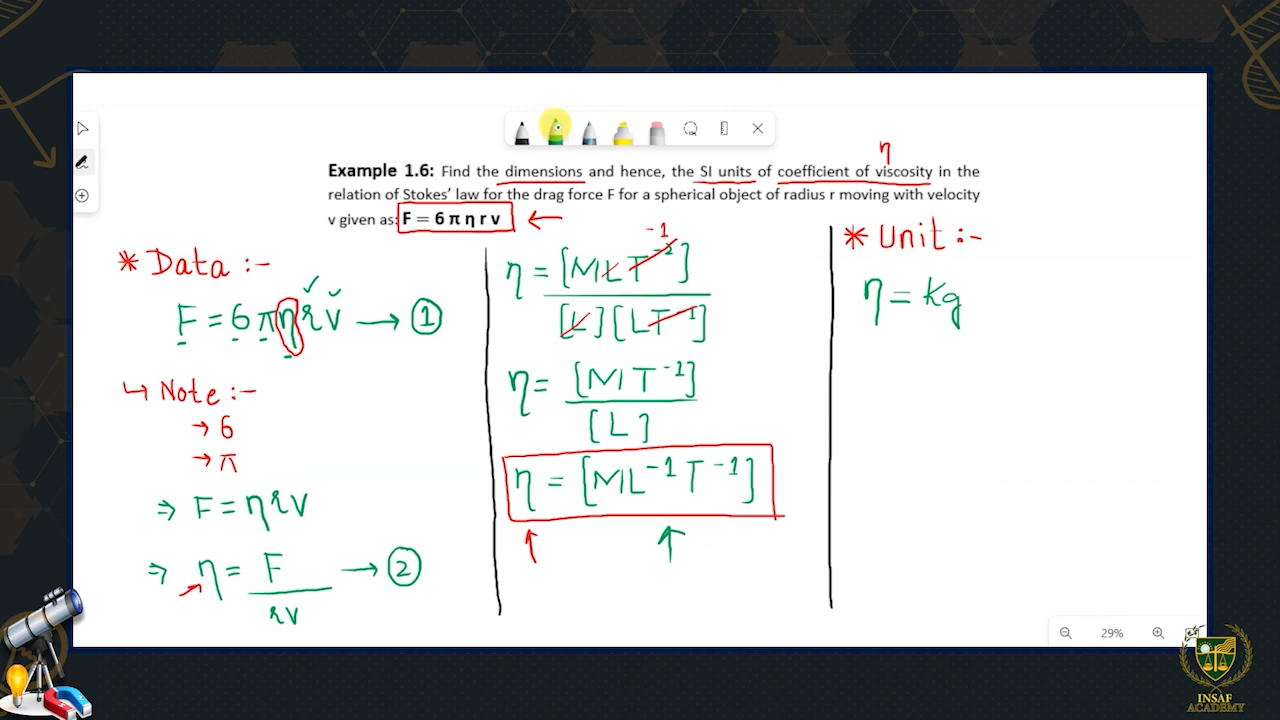 η
Example 1.6: Find the dimensions and hence, the SI units of coefficient of viscosity in the
relation of Stokes' law for the drag force F for a spherical object of radius r moving with velocity
v given as: F = 6 π η r v ←
* Data :-
F = 6 π η r v → ①
↳ Note :-
→ 6
→ π
⇒ F = η r v
⇒ η = F → ②
r v
-1
η = [M L T⁻²]
[L] [L T⁻¹]
η = [M T⁻¹]
[L]
η = [M L⁻¹ T⁻¹]
* Unit :-
η = kg
29%
INSAF
ACADEMY